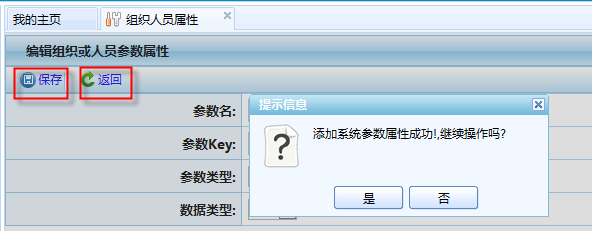 我的主页 组织人员属性
编辑组织或人员参数属性
保存 返回
参数名:
参数Key:
参数类型:
数据类型:
提示信息
添加系统参数属性成功!,继续操作吗?
是 否